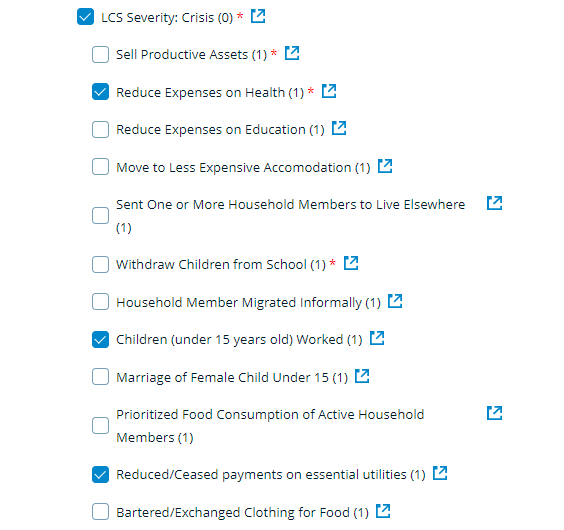 LCS Severity: Crisis (0) *
Sell Productive Assets (1) *
Reduce Expenses on Health (1) *
Reduce Expenses on Education (1)
Move to Less Expensive Accomodation (1)
Sent One or More Household Members to Live Elsewhere
(1)
Withdraw Children from School (1) *
Household Member Migrated Informally (1)
Children (under 15 years old) Worked (1)
Marriage of Female Child Under 15 (1)
Prioritized Food Consumption of Active Household
Members (1)
Reduced/Ceased payments on essential utilities (1)
Bartered/Exchanged Clothing for Food (1)